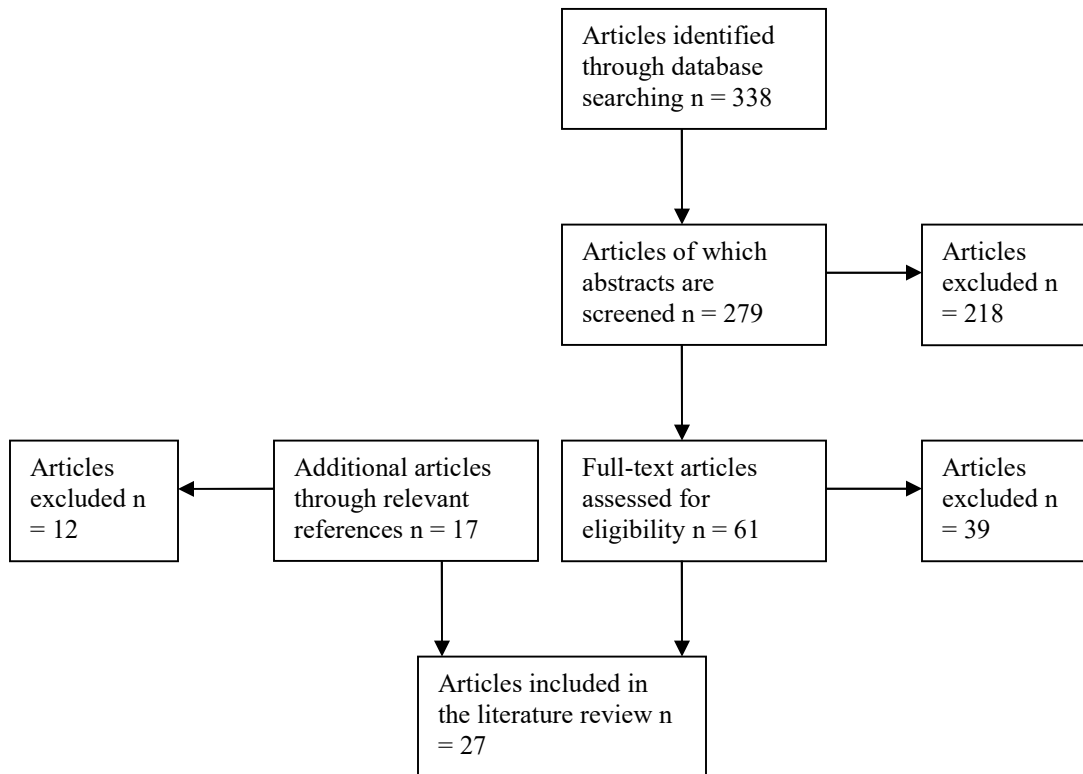 Articles identified
through database
searching n = 338
Articles of which
abstracts are
screened n = 279
Articles
excluded n
= 218
Articles
excluded n
= 12
Additional articles
through relevant
references n = 17
Full-text articles
assessed for
eligibility n = 61
Articles
excluded n
= 39
Articles included in
the literature review n
= 27